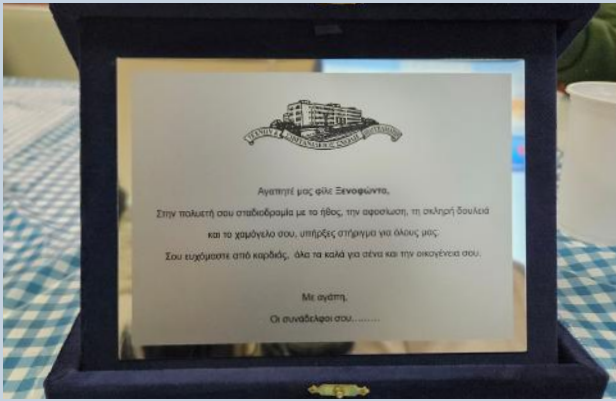 Αγαπητέ μας φίλε Ξενοφώντα,
Στην πολυετή σου σταδιοδρομία με το ήθος, την αφοσίωση, τη σκληρή δουλειά
και το χαμόγελο σου, υπήρξες στήριγμα για όλους μας.
Σου ευχόμαστε από καρδιάς, όλα τα καλά για σένα και την οικογένεια σου.
Με αγάπη,
Οι συνάδελφοι σου.........